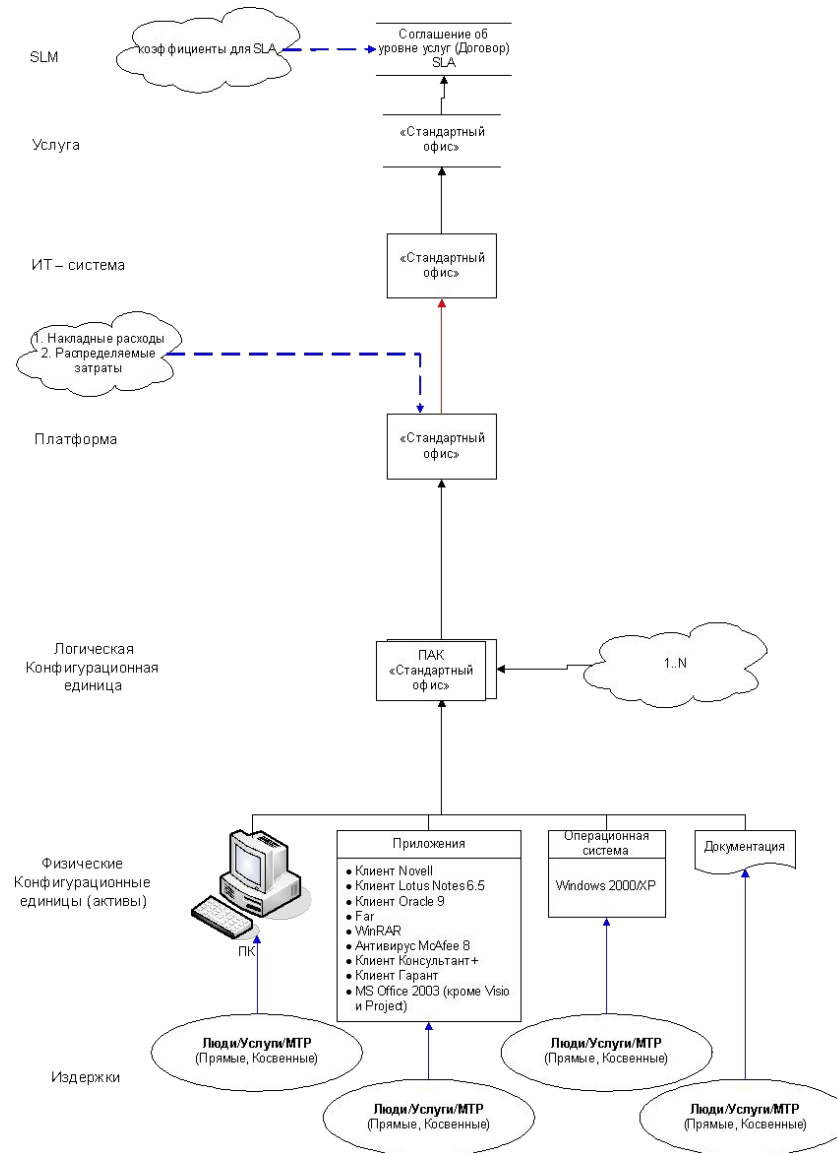 SLM
коэффициенты для SLA
Соглашение об
уровне услуг (Договор)
SLA
Услуга
«Стандартный
офис»
ИТ – система
«Стандартный
офис»
1. Накладные расходы
2. Распределяемые
затраты
Платформа
«Стандартный
офис»
Логическая
Конфигурационная
единица
ПАК
«Стандартный
офис»
1..N
Физические
Конфигурационные
единицы (активы)
ПК
Приложения
● Клиент Novell
● Клиент Lotus Notes 6.5
● Клиент Oracle 9
● Far
● WinRAR
● Антивирус McAfee 8
● Клиент Консультант+
● Клиент Гарант
● MS Office 2003 (кроме Visio
и Project)
Операционная
система
Windows 2000/XP
Документация
Издержки
Люди/Услуги/МТР
(Прямые, Косвенные)
Люди/Услуги/МТР
(Прямые, Косвенные)
Люди/Услуги/МТР
(Прямые, Косвенные)
Люди/Услуги/МТР
(Прямые, Косвенные)